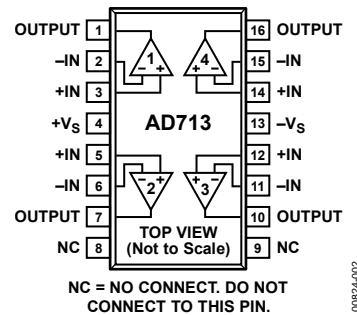 OUTPUT 1 16 OUTPUT
–IN 2 1 4 15 –IN
– + – +
+IN 3 14 +IN
+VS 4 AD713 13 –VS
+IN 5 12 +IN
– + + –
–IN 6 2 3 11 –IN
OUTPUT 7 10 OUTPUT
TOP VIEW
NC 8 (Not to Scale) 9 NC
NC = NO CONNECT. DO NOT
CONNECT TO THIS PIN.
00824-002